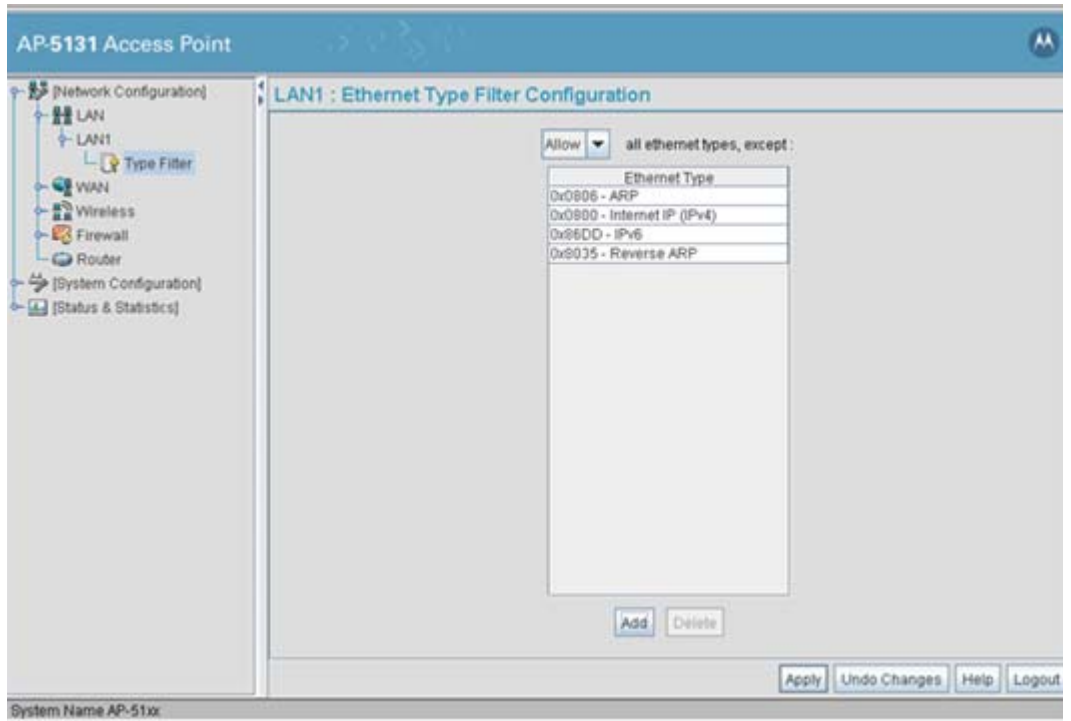 AP-5131 Access Point
[Network Configuration]
LAN
LAN1
Type Filter
WAN
Wireless
Firewall
Router
[System Configuration]
[Status & Statistics]
LAN1 : Ethernet Type Filter Configuration
Allow all ethernet types, except :
Ethernet Type
0x0806 - ARP
0x0800 - Internet IP (IPv4)
0x86DD - IPv6
0x8035 - Reverse ARP
Add Delete
Apply Undo Changes Help Logout
System Name AP-51xx